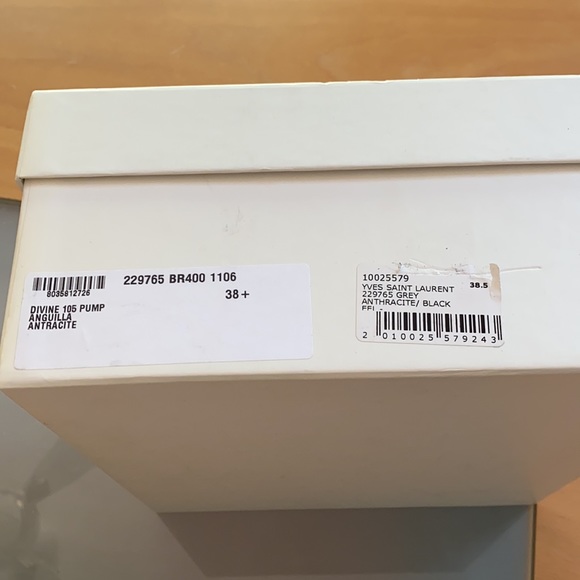 229765 BR400 1106
38+
8035812726
DIVINE 105 PUMP
ANGUILLA
ANTRACITE
10025579
YVES SAINT LAURENT 38.5
229765 GREY
ANTHRACITE/ BLACK
2 010025 579243